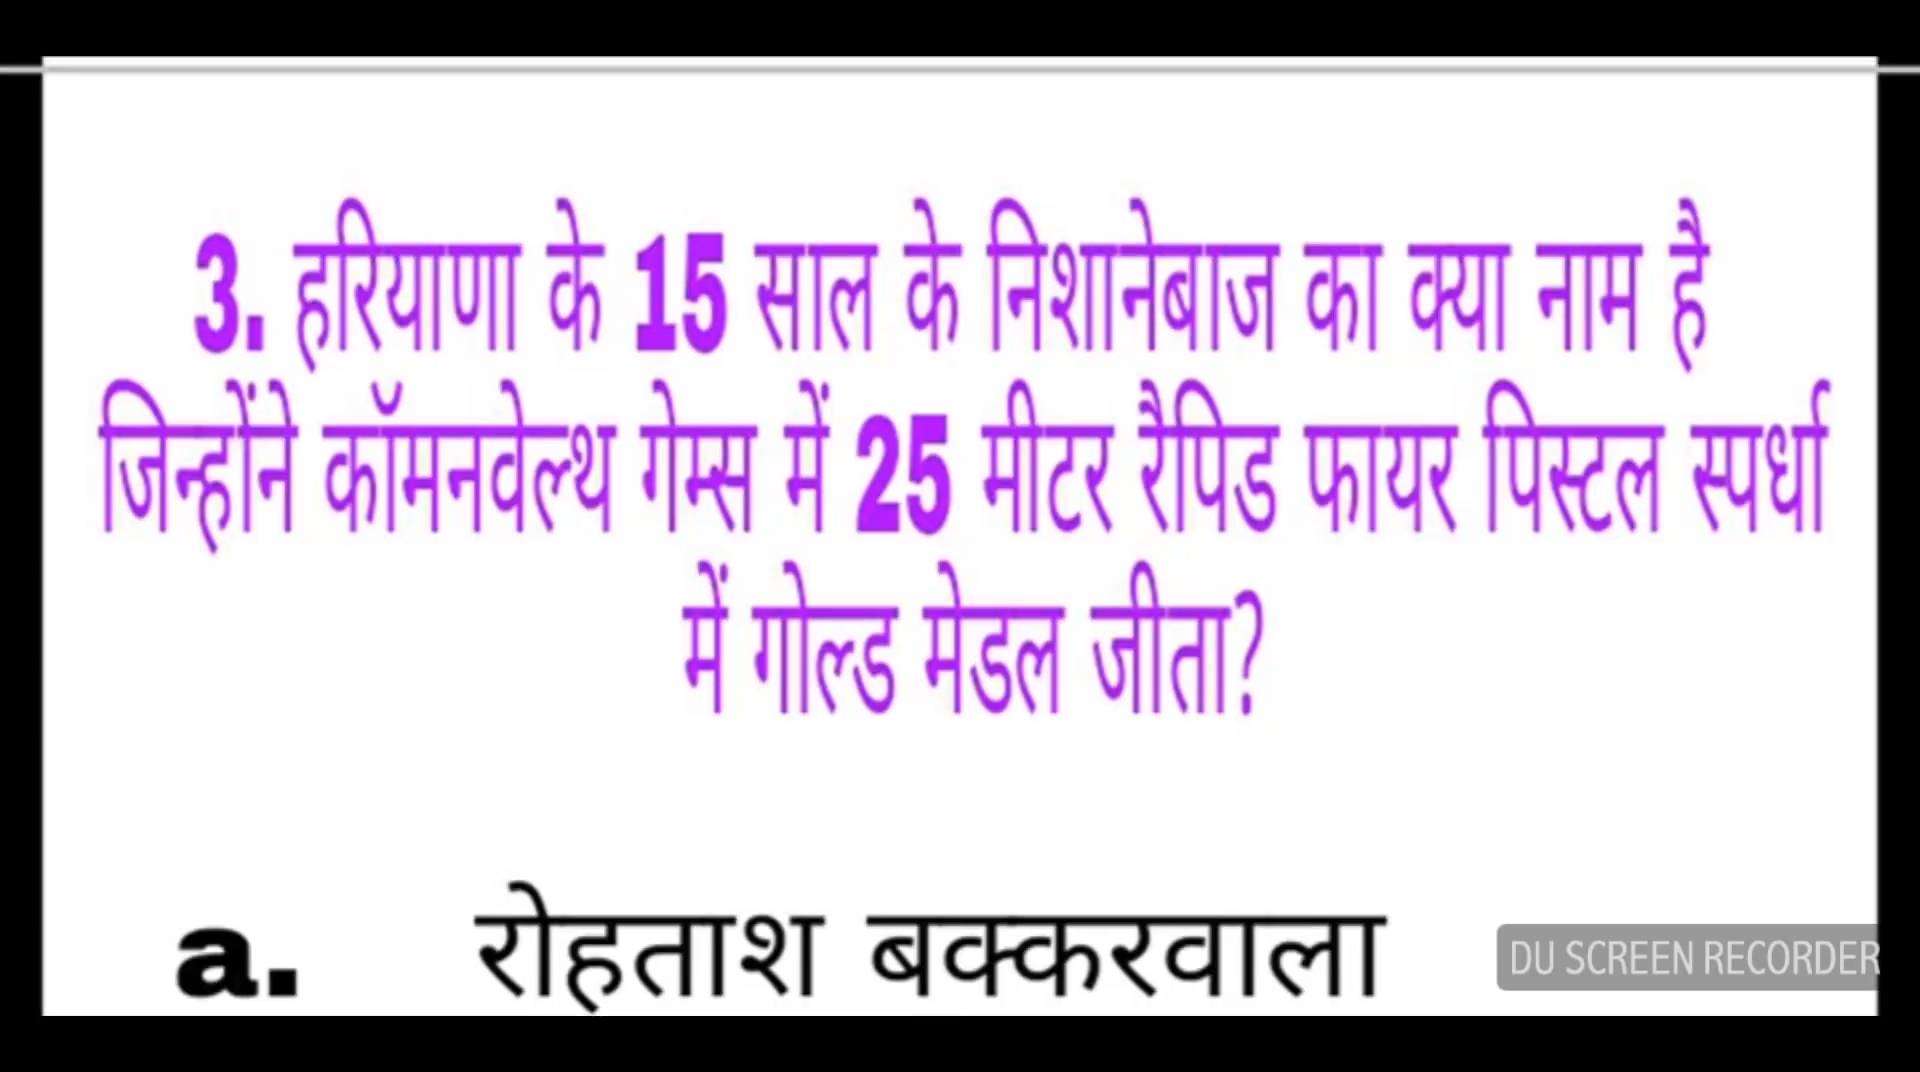 3. हरियाणा के 15 साल के निशानेबाज का क्या नाम है
जिन्होंने कॉमनवेल्थ गेम्स में 25 मीटर रैपिड फायर पिस्टल स्पर्धा
में गोल्ड मेडल जीता?
a. रोहताश बक्करवाला
DU SCREEN RECORDER